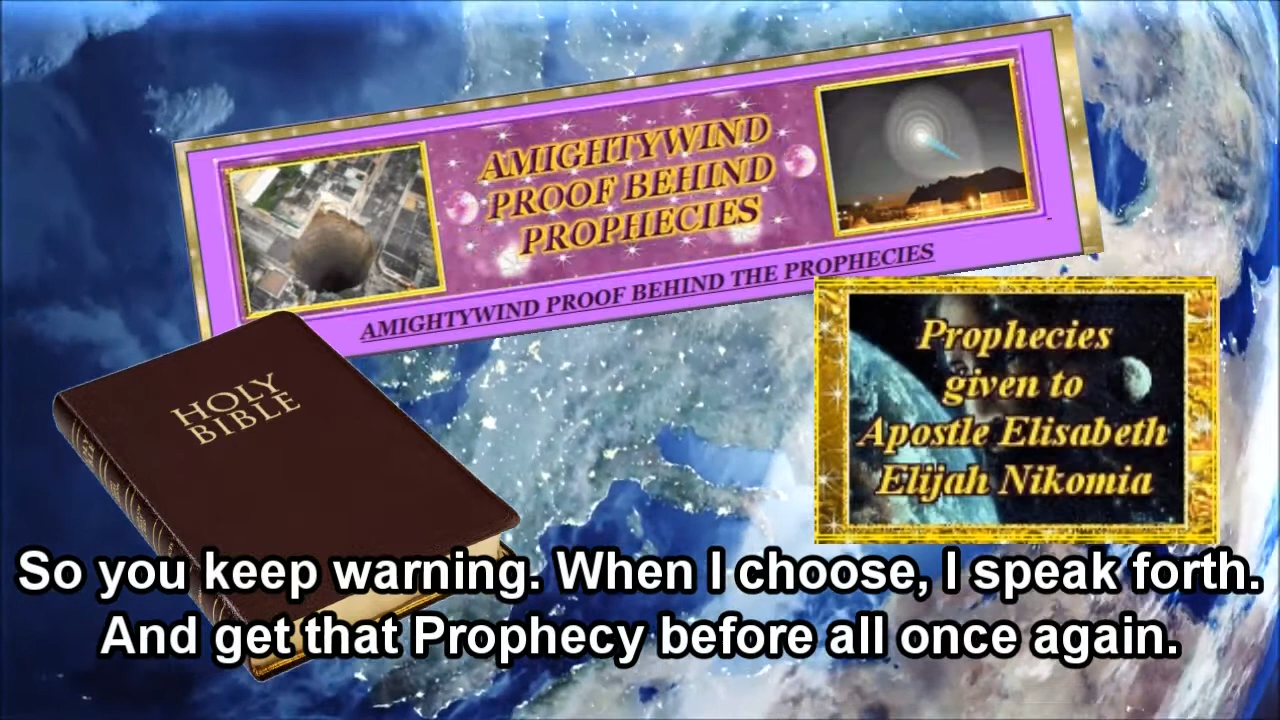 AMIGHTYWIND
PROOF BEHIND
PROPHECIES
AMIGHTYWIND PROOF BEHIND THE PROPHECIES
HOLY
BIBLE
Prophecies
given to
Apostle Elisabeth
Elijah Nikomia
So you keep warning. When I choose, I speak forth.
And get that Prophecy before all once again.